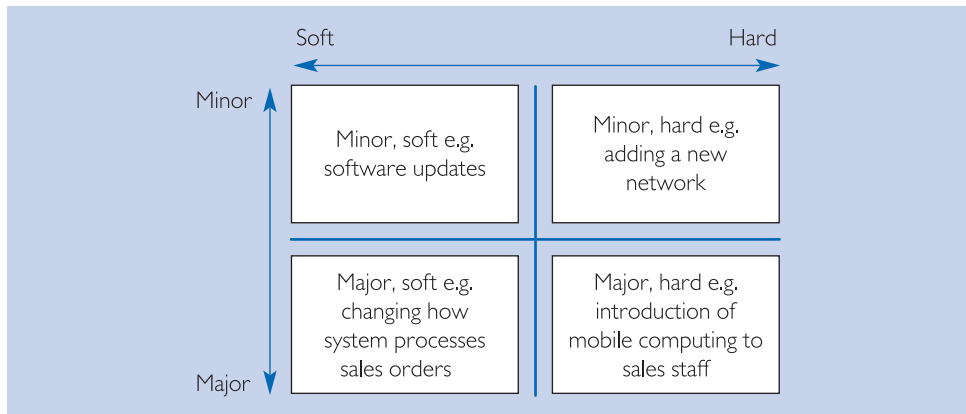 Soft
Hard
Minor
Minor, soft e.g.
software updates
Minor, hard e.g.
adding a new
network
Major, soft e.g.
changing how
system processes
sales orders
Major, hard e.g.
introduction of
mobile computing to
sales staff
Major